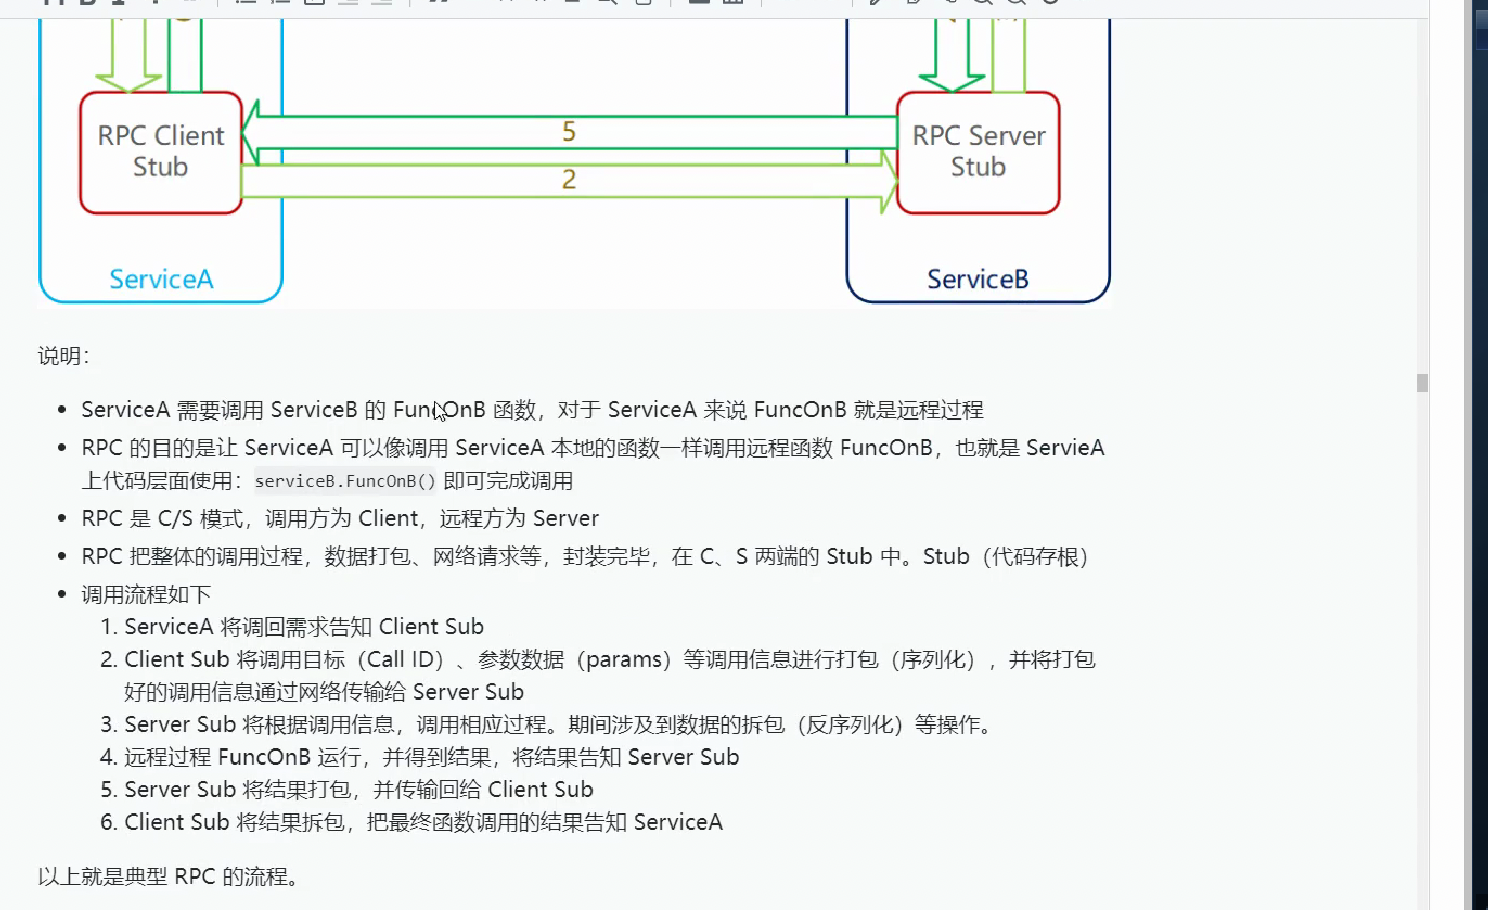 RPC Client
Stub
5
2
RPC Server
Stub
ServiceA
ServiceB
说明：
ServiceA 需要调用 ServiceB 的 FuncOnB 函数，对于 ServiceA 来说 FuncOnB 就是远程过程
RPC 的目的是让 ServiceA 可以像调用 ServiceA 本地的函数一样调用远程函数 FuncOnB，也就是 ServieA
上代码层面使用：serviceB.FuncOnB() 即可完成调用
RPC 是 C/S 模式，调用方为 Client，远程方为 Server
RPC 把整体的调用过程，数据打包、网络请求等，封装完毕，在 C、S 两端的 Stub 中。Stub（代码存根）
调用流程如下
1. ServiceA 将调回需求告知 Client Sub
2. Client Sub 将调用目标（Call ID）、参数数据（params）等调用信息进行打包（序列化），并将打包
好的调用信息通过网络传输给 Server Sub
3. Server Sub 将根据调用信息，调用相应过程。期间涉及到数据的拆包（反序列化）等操作。
4. 远程过程 FuncOnB 运行，并得到结果，将结果告知 Server Sub
5. Server Sub 将结果打包，并传输回给 Client Sub
6. Client Sub 将结果拆包，把最终函数调用的结果告知 ServiceA
以上就是典型 RPC 的流程。